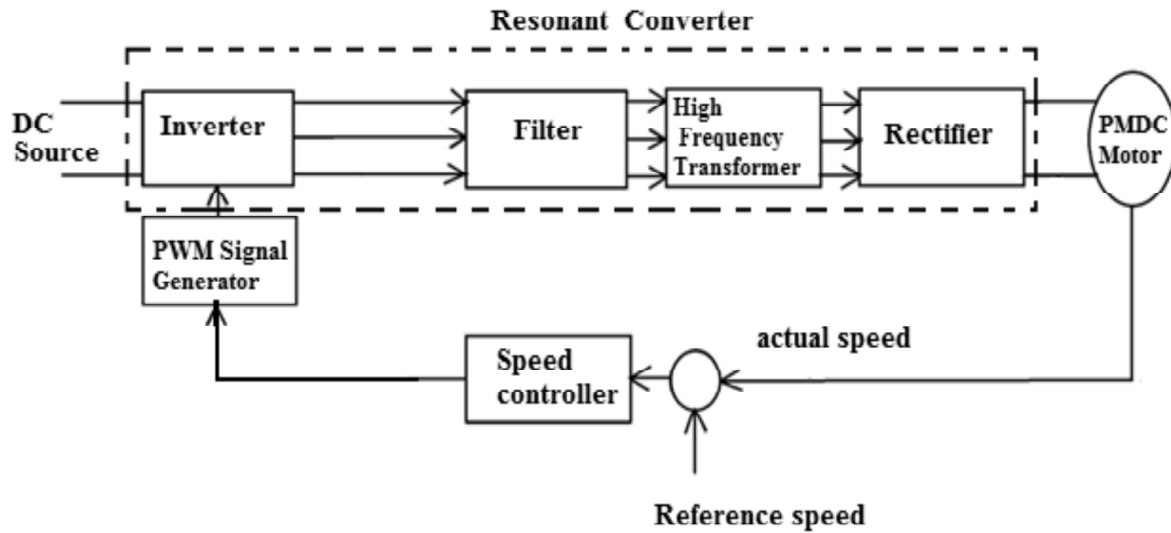 Resonant Converter
DC
Source
Inverter
Filter
High
Frequency
Transformer
Rectifier
PMDC
Motor
PWM Signal
Generator
Speed
controller
actual speed
Reference speed